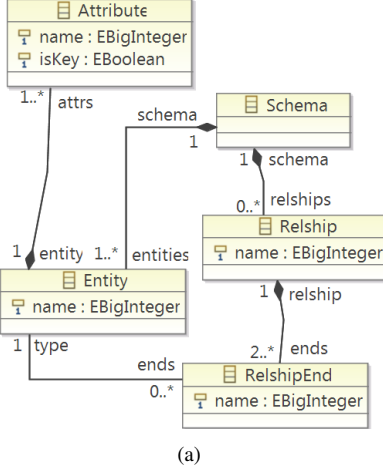 Attribute
name : EBigInteger
isKey : EBoolean
1..* attrs
schema
1
Schema
1 schema
relships
0..*
Relship
name : EBigInteger
1 entity
1..* entities
Entity
name : EBigInteger
1 relship
1 type
2..* ends
ends
0..*
RelshipEnd
name : EBigInteger
(a)